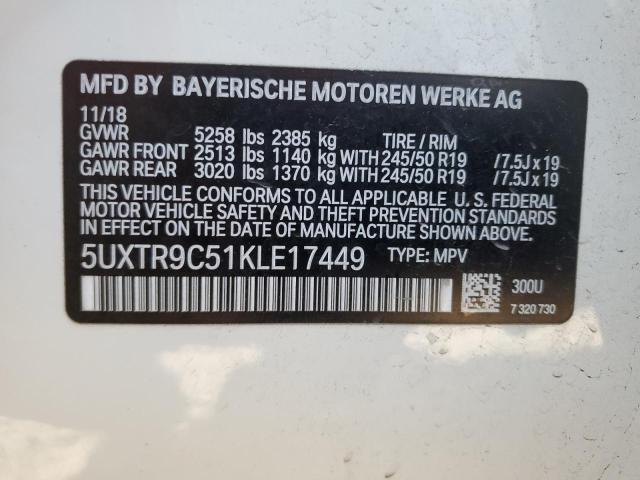 MFD BY BAYERISCHE MOTOREN WERKE AG
11/18
GVWR 5258 lbs 2385 kg TIRE / RIM
GAWR FRONT 2513 lbs 1140 kg WITH 245/50 R19 /7.5J x 19
GAWR REAR 3020 lbs 1370 kg WITH 245/50 R19 /7.5J x 19
THIS VEHICLE CONFORMS TO ALL APPLICABLE U. S. FEDERAL
MOTOR VEHICLE SAFETY AND THEFT PREVENTION STANDARDS
IN EFFECT ON THE DATE OF MANUFACTURE SHOWN ABOVE.
5UXTR9C51KLE17449 TYPE: MPV
300U
7 320 730